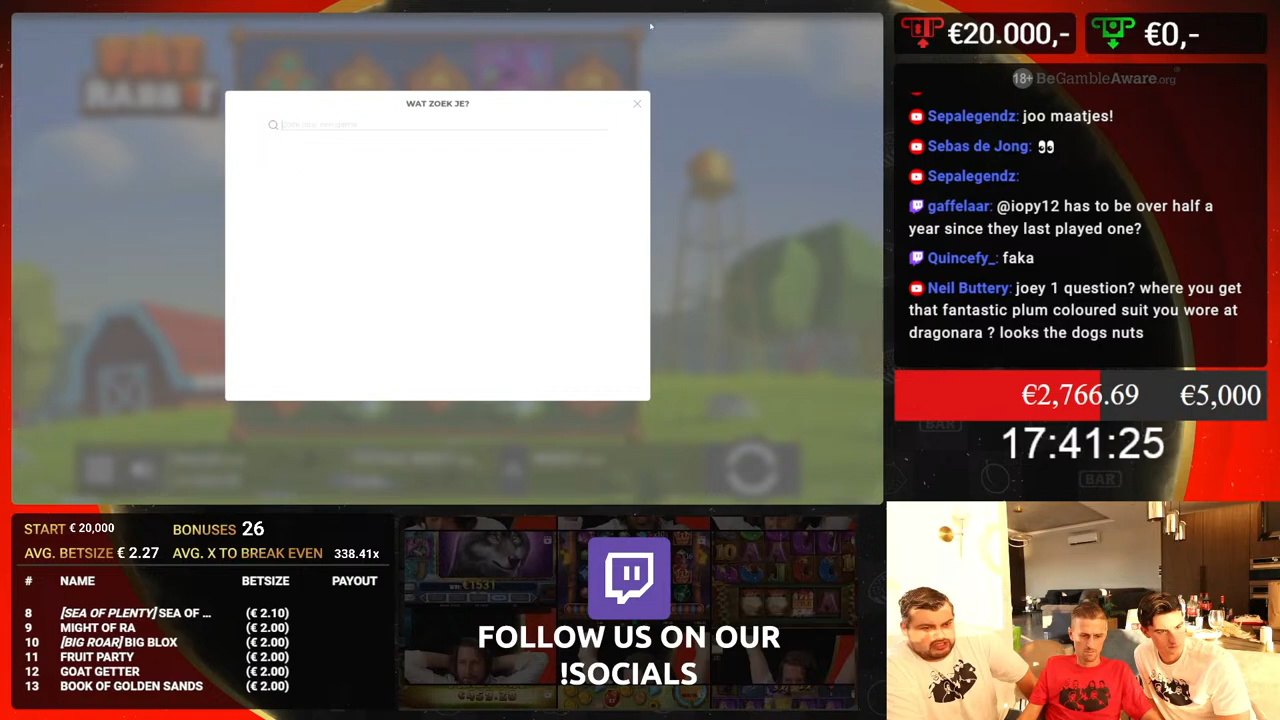 €20.000,-
€0,-
18+ BeGambleAware.org
Sepalegendz: joo maatjes!
Sebas de Jong: 👀
Sepalegendz:
gaffelaar: @iopy12 has to be over half a
year since they last played one?
Quincefy_: faka
Neil Buttery: joey 1 question? where you get
that fantastic plum coloured suit you wore at
dragonara ? looks the dogs nuts
€2,766.69 €5,000
17:41:25
BAR
BAR
FAT
RABBIT
WAT ZOEK JE?
START € 20,000 BONUSES 26
AVG. BETSIZE € 2.27 AVG. X TO BREAK EVEN 338.41x
# NAME BETSIZE PAYOUT
8 [SEA OF PLENTY] SEA OF ... (€ 2.10)
9 MIGHT OF RA (€ 2.00)
10 [BIG ROAR] BIG BLOX (€ 2.00)
11 FRUIT PARTY (€ 2.00)
12 GOAT GETTER (€ 2.00)
13 BOOK OF GOLDEN SANDS (€ 2.00)
€1531
FOLLOW US ON OUR
!SOCIALS